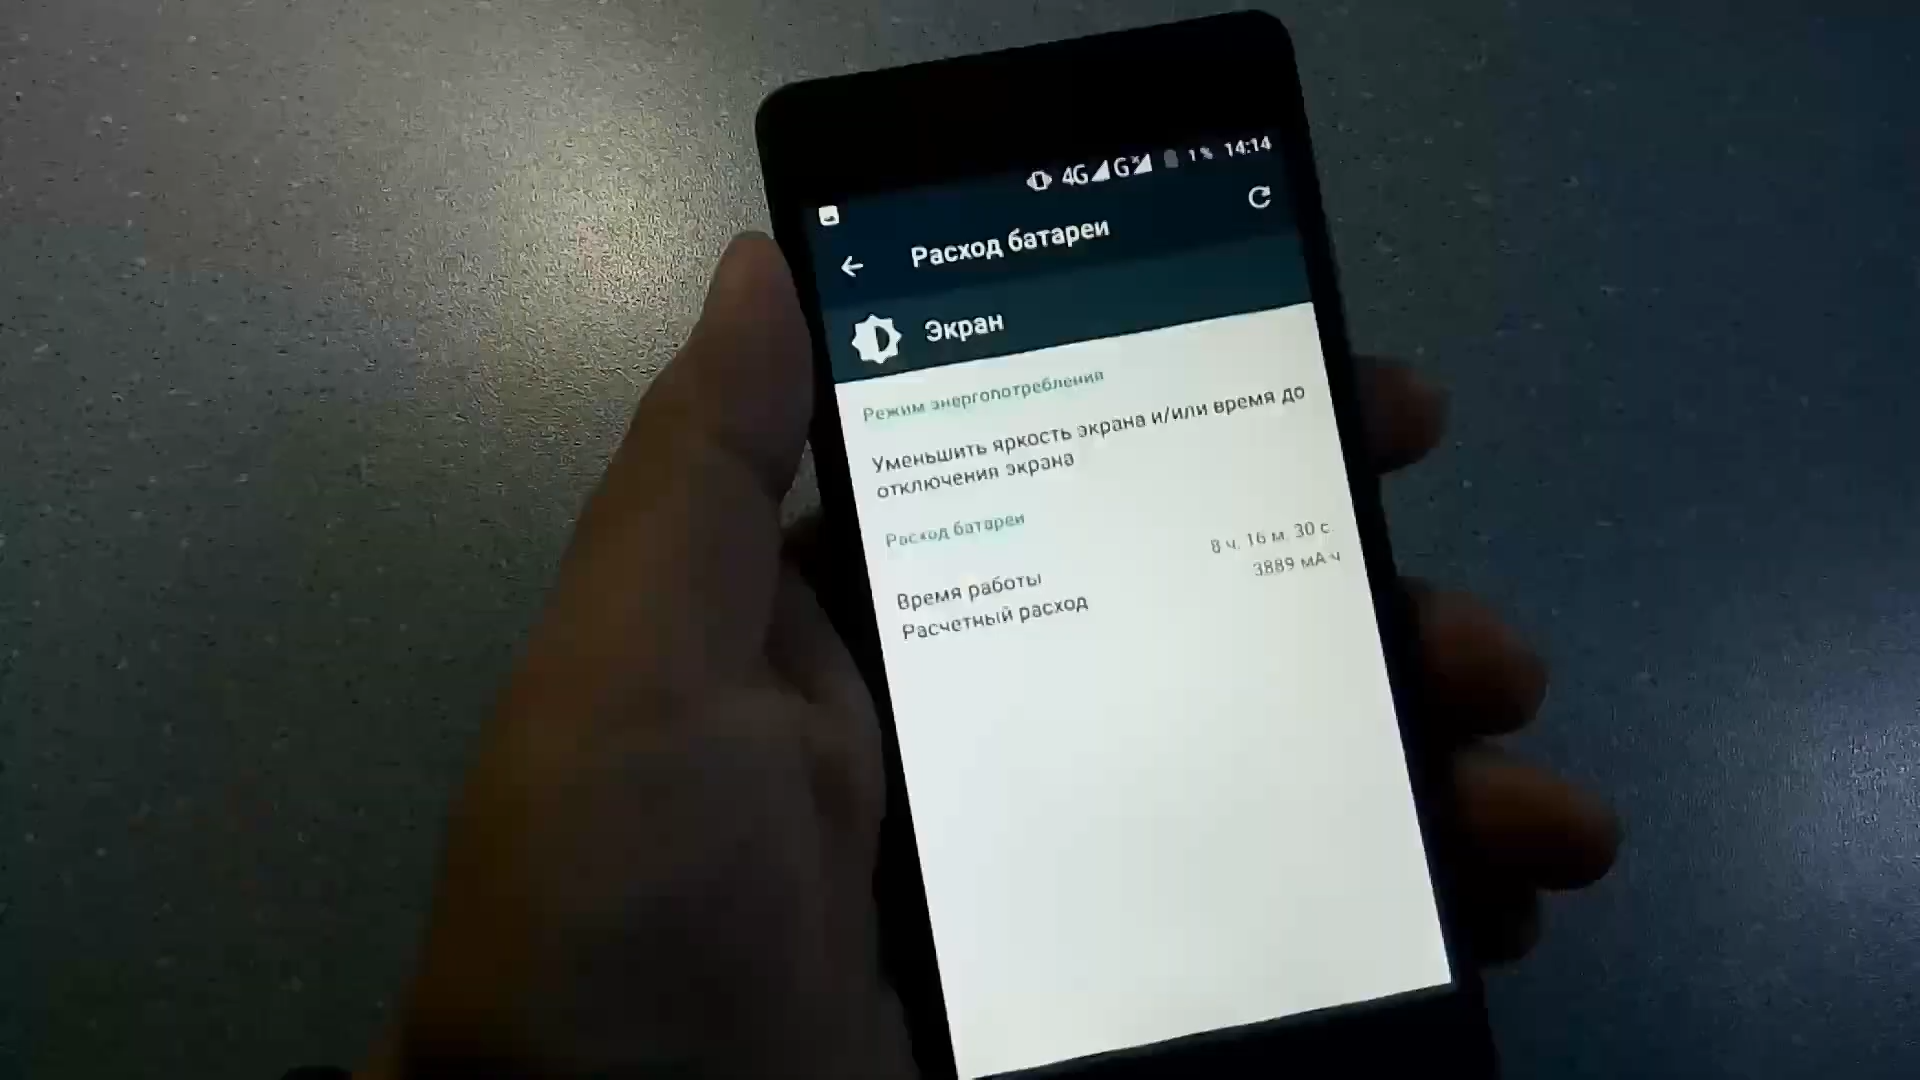 4G G 1% 14:14
Расход батареи
Экран
Режим энергопотребления
Уменьшить яркость экрана и/или время до
отключения экрана
Расход батареи
Время работы 8 ч. 16 м. 30 с.
Расчетный расход 3889 мА·ч